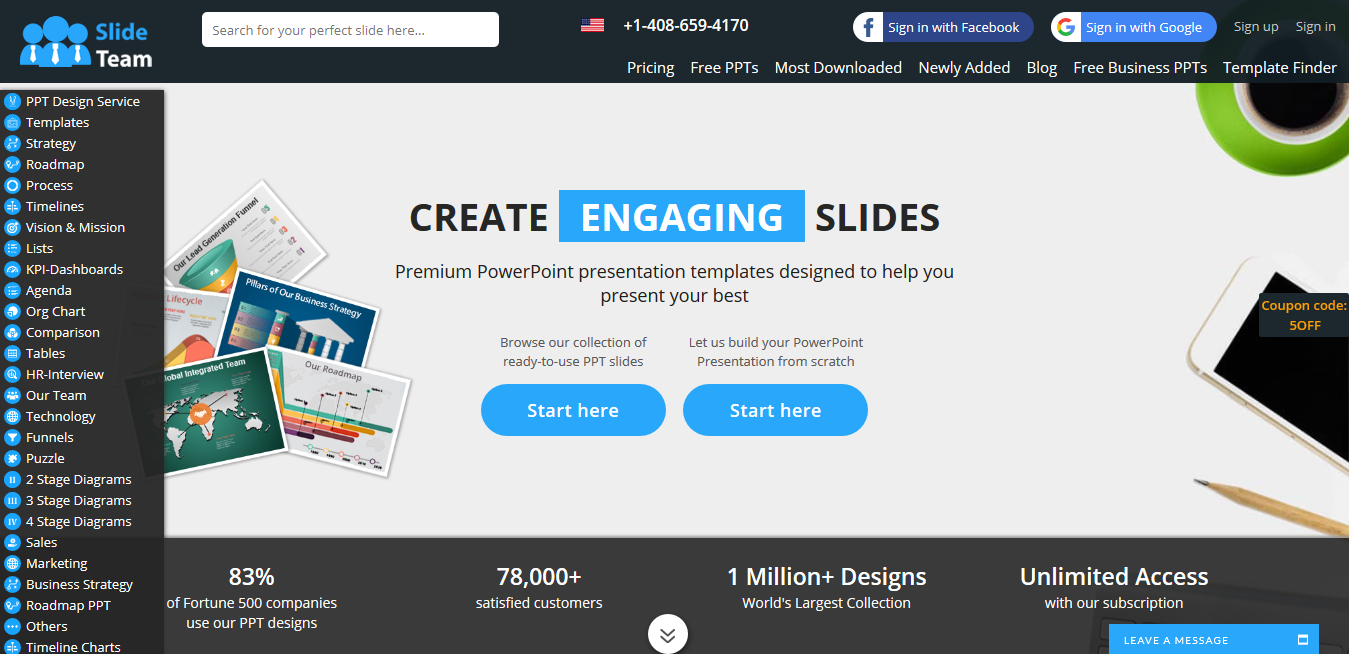 Slide
Team
Search for your perfect slide here...
+1-408-659-4170
Sign in with Facebook
Sign in with Google
Sign up
Sign in
Pricing
Free PPTs
Most Downloaded
Newly Added
Blog
Free Business PPTs
Template Finder
PPT Design Service
Templates
Strategy
Roadmap
Process
Timelines
Vision & Mission
Lists
KPI-Dashboards
Agenda
Org Chart
Comparison
Tables
HR-Interview
Our Team
Technology
Funnels
Puzzle
2 Stage Diagrams
3 Stage Diagrams
4 Stage Diagrams
Sales
Marketing
Business Strategy
Roadmap PPT
Others
Timeline Charts
Our Lead Generation Funnel
Lifecycle
Pillars of Our Business Strategy
Global Integrated Team
Our Roadmap
CREATE ENGAGING SLIDES
Premium PowerPoint presentation templates designed to help you
present your best
Browse our collection of
ready-to-use PPT slides
Start here
Let us build your PowerPoint
Presentation from scratch
Start here
Coupon code:
5OFF
83%
of Fortune 500 companies
use our PPT designs
78,000+
satisfied customers
1 Million+ Designs
World's Largest Collection
Unlimited Access
with our subscription
LEAVE A MESSAGE